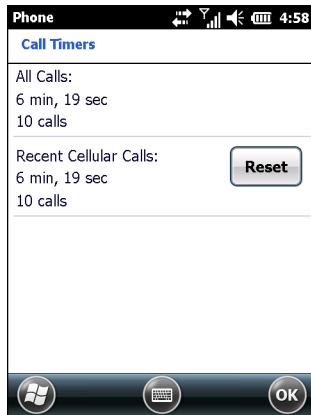 Phone 4:58
Call Timers
All Calls:
6 min, 19 sec
10 calls
Recent Cellular Calls:
6 min, 19 sec
10 calls
Reset
OK